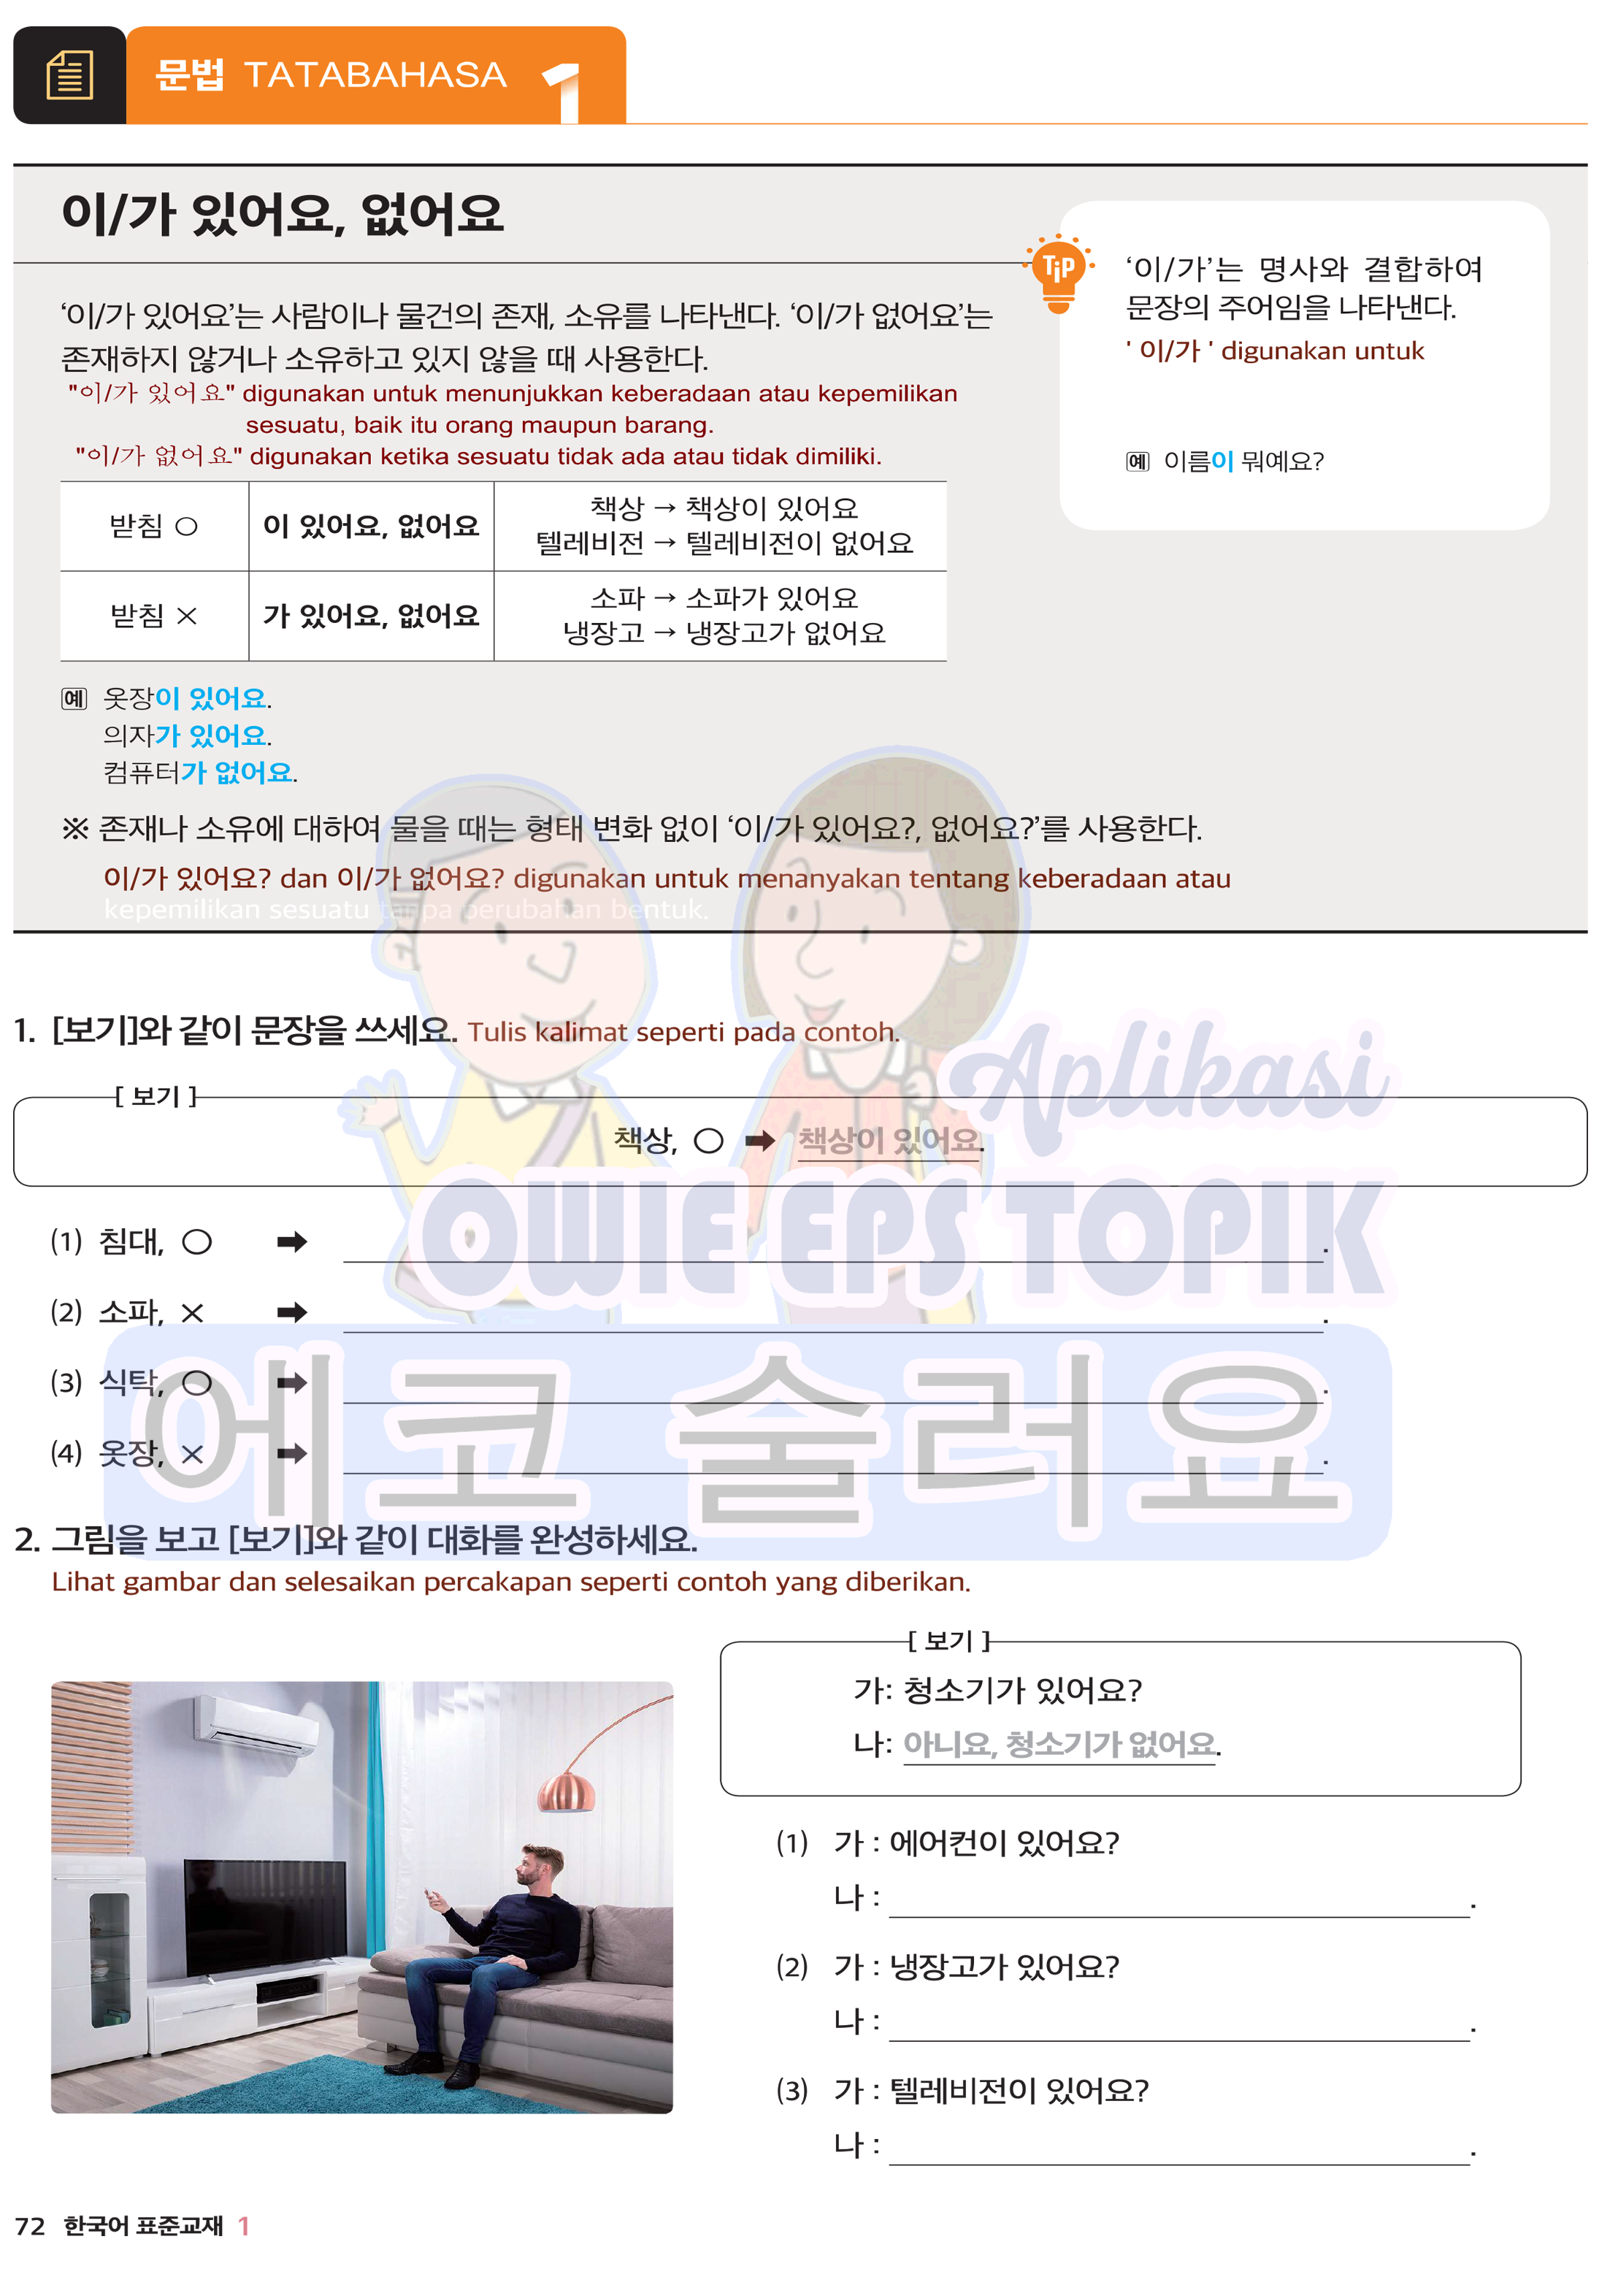 문법 TATABAHASA 1
이/가 있어요, 없어요
‘이/가 있어요’는 사람이나 물건의 존재, 소유를 나타낸다. ‘이/가 없어요’는
존재하지 않거나 소유하고 있지 않을 때 사용한다.
"이/가 있어요" digunakan untuk menunjukkan keberadaan atau kepemilikan
sesuatu, baik itu orang maupun barang.
"이/가 없어요" digunakan ketika sesuatu tidak ada atau tidak dimiliki.
TiP
‘이/가’는 명사와 결합하여
문장의 주어임을 나타낸다.
' 이/가 ' digunakan untuk
예 이름이 뭐예요?
받침 ○ 이 있어요, 없어요 책상 → 책상이 있어요
텔레비전 → 텔레비전이 없어요
받침 × 가 있어요, 없어요 소파 → 소파가 있어요
냉장고 → 냉장고가 없어요
예 옷장이 있어요.
의자가 있어요.
컴퓨터가 없어요.
※ 존재나 소유에 대하여 물을 때는 형태 변화 없이 ‘이/가 있어요?, 없어요?’를 사용한다.
이/가 있어요? dan 이/가 없어요? digunakan untuk menanyakan tentang keberadaan atau
kepemilikan sesuatu tanpa perubahan bentuk.
1. [보기]와 같이 문장을 쓰세요. Tulis kalimat seperti pada contoh.
[ 보기 ]
책상, ○ ➡ 책상이 있어요.
Aplikasi
OWIE EPS TOPIK
(1) 침대, ○ ➡ .
(2) 소파, × ➡ .
(3) 식탁, ○ ➡ .
(4) 옷장, × ➡ .
에코 술러요
2. 그림을 보고 [보기]와 같이 대화를 완성하세요.
Lihat gambar dan selesaikan percakapan seperti contoh yang diberikan.
[ 보기 ]
가: 청소기가 있어요?
나: 아니요, 청소기가 없어요.
(1) 가 : 에어컨이 있어요?
나 : .
(2) 가 : 냉장고가 있어요?
나 : .
(3) 가 : 텔레비전이 있어요?
나 : .
72 한국어 표준교재 1